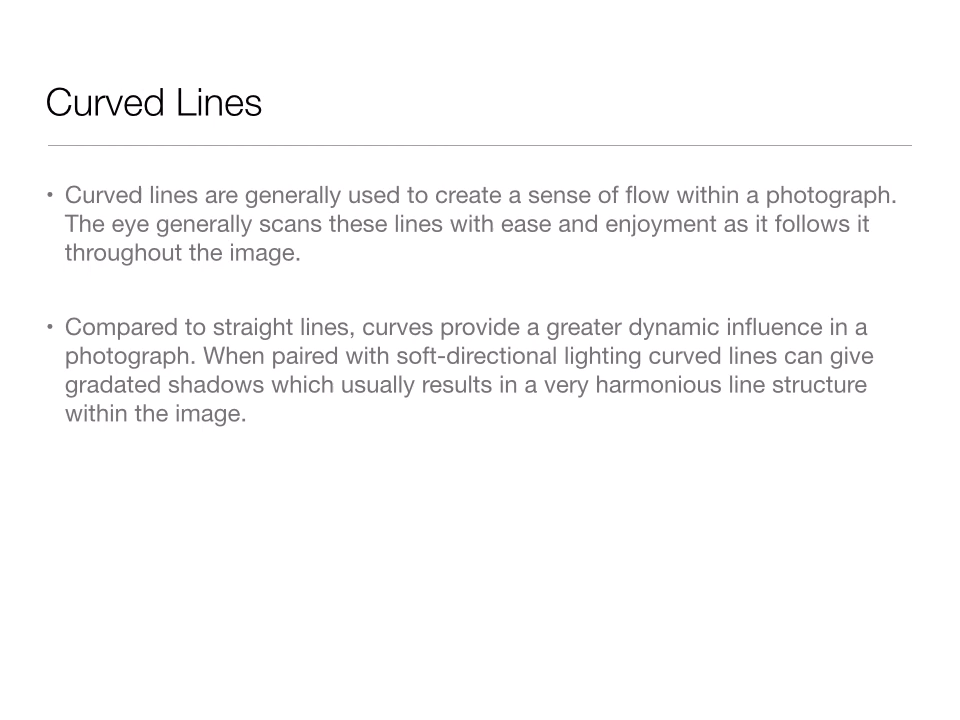 Curved Lines
• Curved lines are generally used to create a sense of flow within a photograph.
The eye generally scans these lines with ease and enjoyment as it follows it
throughout the image.
• Compared to straight lines, curves provide a greater dynamic influence in a
photograph. When paired with soft-directional lighting curved lines can give
gradated shadows which usually results in a very harmonious line structure
within the image.